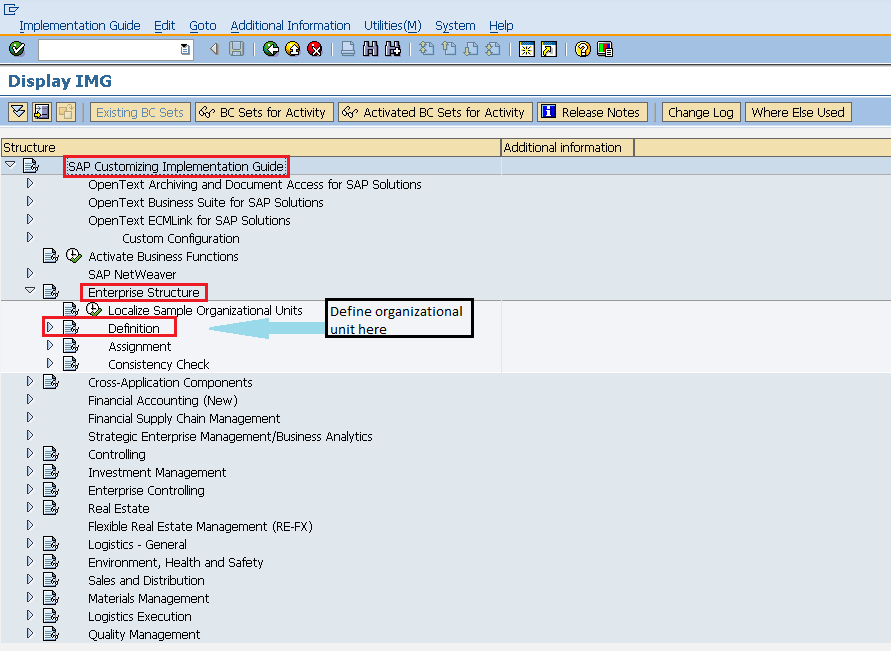 Implementation Guide Edit Goto Additional Information Utilities(M) System Help
Display IMG
Existing BC Sets BC Sets for Activity Activated BC Sets for Activity Release Notes Change Log Where Else Used
Structure Additional information
SAP Customizing Implementation Guide
OpenText Archiving and Document Access for SAP Solutions
OpenText Business Suite for SAP Solutions
OpenText ECMLink for SAP Solutions
Custom Configuration
Activate Business Functions
SAP NetWeaver
Enterprise Structure
Localize Sample Organizational Units
Definition
Define organizational
unit here
Assignment
Consistency Check
Cross-Application Components
Financial Accounting (New)
Financial Supply Chain Management
Strategic Enterprise Management/Business Analytics
Controlling
Investment Management
Enterprise Controlling
Real Estate
Flexible Real Estate Management (RE-FX)
Logistics - General
Environment, Health and Safety
Sales and Distribution
Materials Management
Logistics Execution
Quality Management